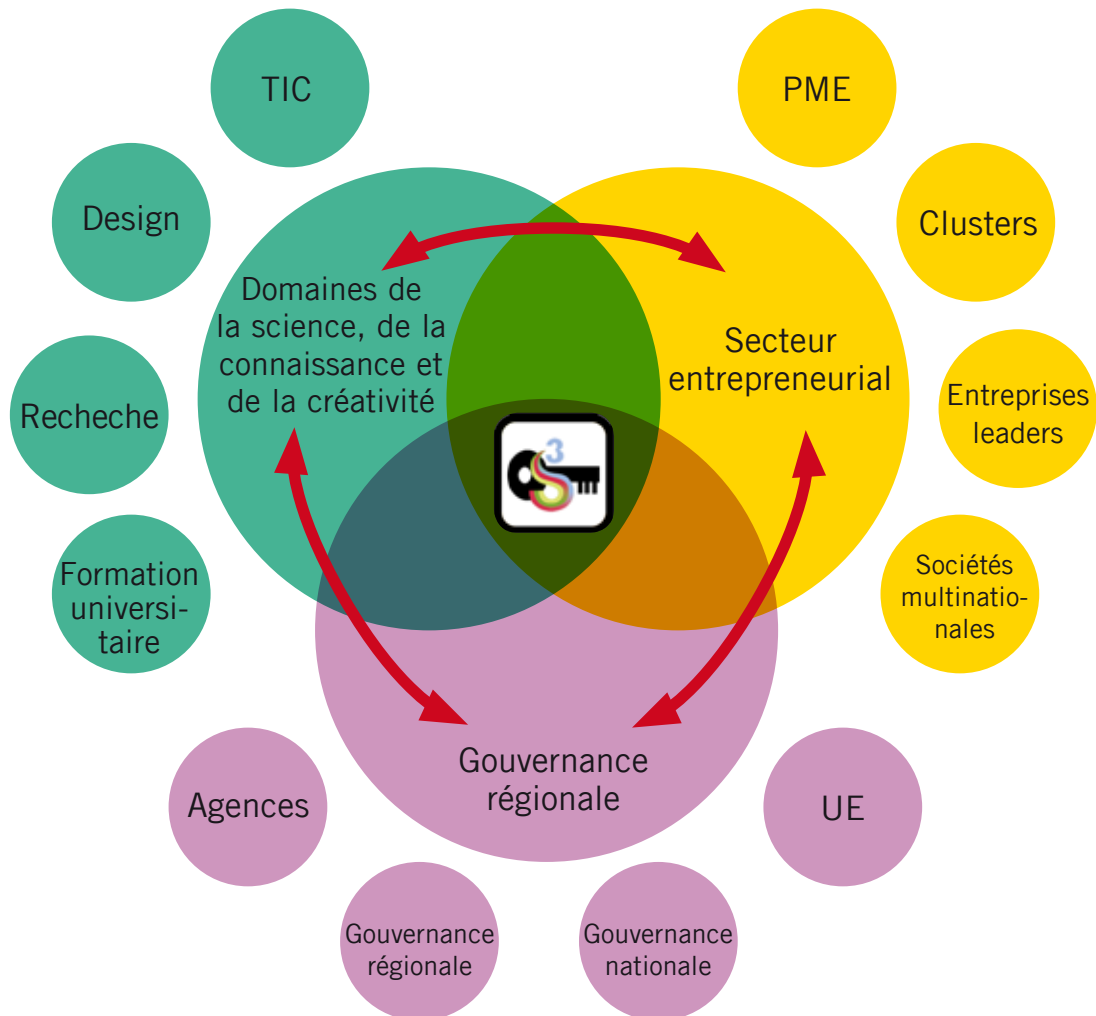 TIC
PME
Design
Clusters
Domaines de
la science, de la
connaissance et
de la créativité
Secteur
entrepreneurial
Recheche
Entreprises
leaders
3
S
Formation
universi-
taire
Sociétés
multinatio-
nales
Gouvernance
régionale
Agences
UE
Gouvernance
régionale
Gouvernance
nationale